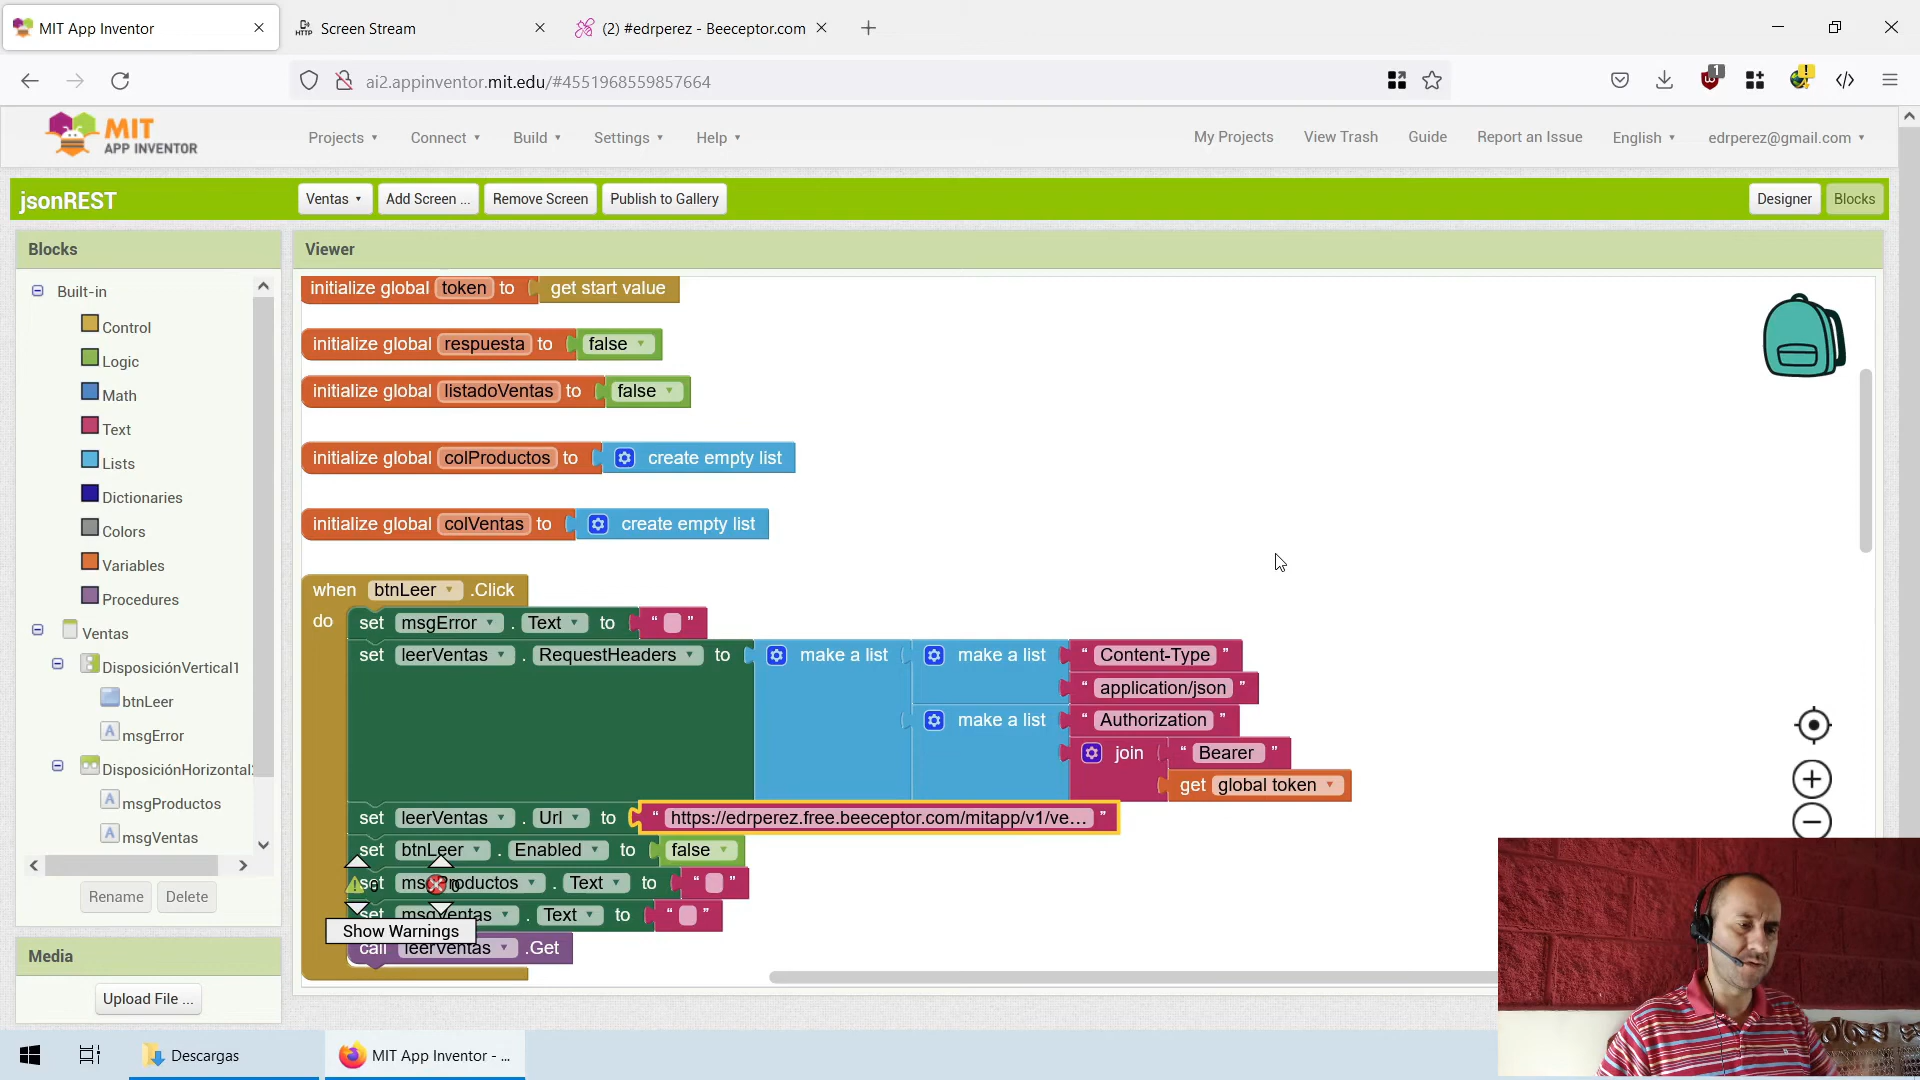 MIT App Inventor
HTTP
Screen Stream
(2) #edrperez - Beeceptor.com
ai2.appinventor.mit.edu/#4551968559857664
1
MIT
APP INVENTOR
Projects
Connect
Build
Settings
Help
My Projects
View Trash
Guide
Report an Issue
English
edrperez@gmail.com
jsonREST
Ventas
Add Screen ...
Remove Screen
Publish to Gallery
Designer
Blocks
Blocks
Viewer
Built-in
Control
Logic
Math
Text
Lists
Dictionaries
Colors
Variables
Procedures
Ventas
DisposiciónVertical1
btnLeer
msgError
DisposiciónHorizontal
msgProductos
msgVentas
Rename
Delete
Media
Upload File ...
initialize global token to get start value
initialize global respuesta to false
initialize global listadoVentas to false
initialize global colProductos to create empty list
initialize global colVentas to create empty list
when btnLeer .Click
do set msgError . Text to “ ”
set leerVentas . RequestHeaders to make a list make a list “ Content-Type ”
“ application/json ”
make a list “ Authorization ”
join “ Bearer ”
get global token
set leerVentas . Url to “ https://edrperez.free.beeceptor.com/mitapp/v1/ve... ”
set btnLeer . Enabled to false
set msgProductos . Text to “ ”
set msgVentas . Text to “ ”
Show Warnings
call leerVentas .Get
Descargas
MIT App Inventor - ...